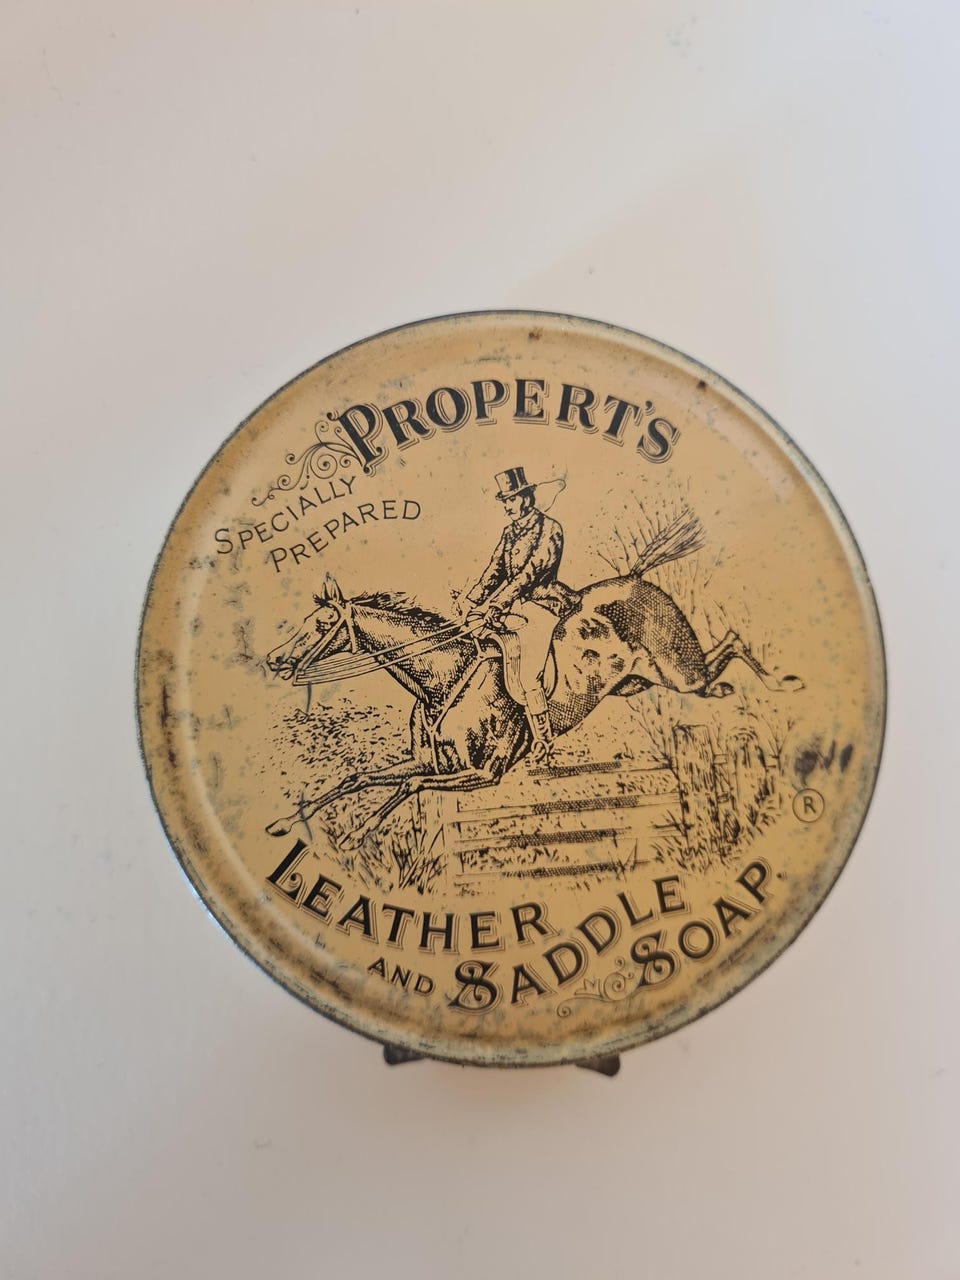 PROPERT'S
SPECIALLY
PREPARED
®
LEATHER
AND SADDLE
SOAP.